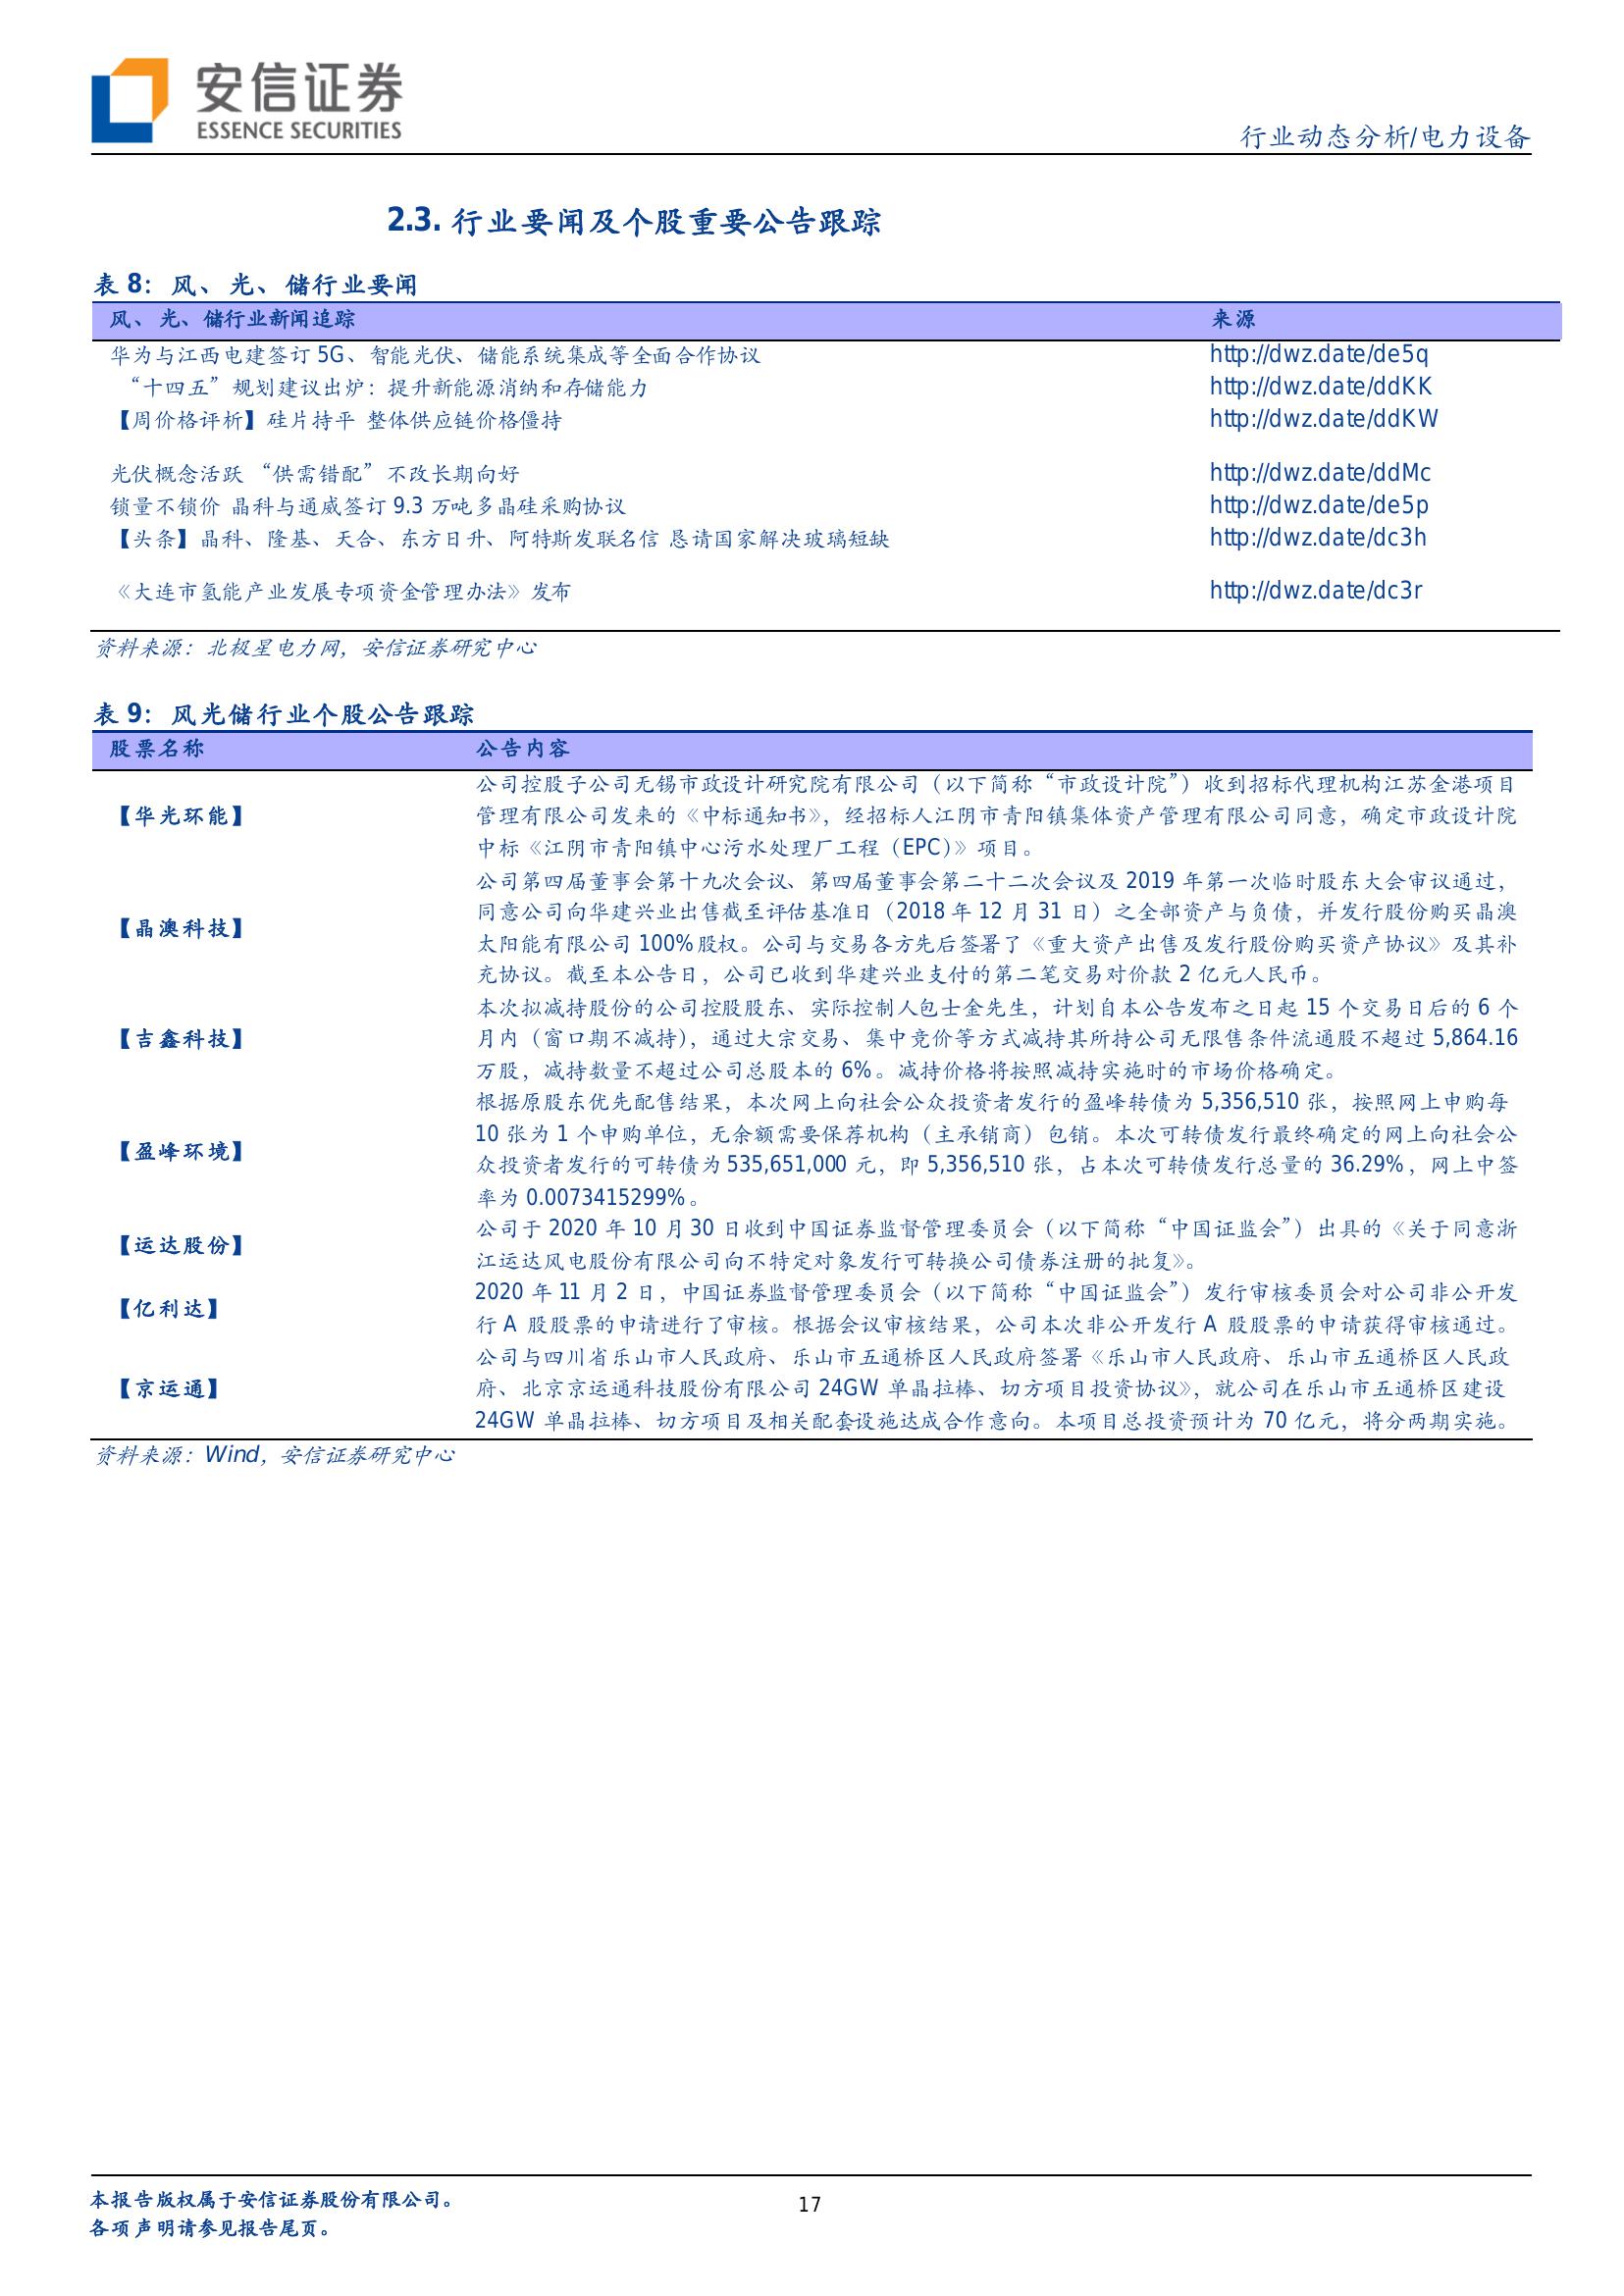 安信证券
ESSENCE SECURITIES
行业动态分析/电力设备
2.3. 行业要闻及个股重要公告跟踪
表 8：风、光、储行业要闻
风、光、储行业新闻追踪 来源
华为与江西电建签订 5G、智能光伏、储能系统集成等全面合作协议 http://dwz.date/de5q
“十四五”规划建议出炉：提升新能源消纳和存储能力 http://dwz.date/ddKK
【周价格评析】硅片持平 整体供应链价格僵持 http://dwz.date/ddKW
光伏概念活跃 “供需错配”不改长期向好 http://dwz.date/ddMc
锁量不锁价 晶科与通威签订 9.3 万吨多晶硅采购协议 http://dwz.date/de5p
【头条】晶科、隆基、天合、东方日升、阿特斯发联名信 恳请国家解决玻璃短缺 http://dwz.date/dc3h
《大连市氢能产业发展专项资金管理办法》发布 http://dwz.date/dc3r
资料来源：北极星电力网，安信证券研究中心
表 9：风光储行业个股公告跟踪
股票名称 公告内容
【华光环能】
公司控股子公司无锡市政设计研究院有限公司（以下简称“市政设计院”）收到招标代理机构江苏金港项目
管理有限公司发来的《中标通知书》，经招标人江阴市青阳镇集体资产管理有限公司同意，确定市政设计院
中标《江阴市青阳镇中心污水处理厂工程（EPC）》项目。
【晶澳科技】
公司第四届董事会第十九次会议、第四届董事会第二十二次会议及 2019 年第一次临时股东大会审议通过，
同意公司向华建兴业出售截至评估基准日（2018 年 12 月 31 日）之全部资产与负债，并发行股份购买晶澳
太阳能有限公司 100%股权。公司与交易各方先后签署了《重大资产出售及发行股份购买资产协议》及其补
充协议。截至本公告日，公司已收到华建兴业支付的第二笔交易对价款 2 亿元人民币。
【吉鑫科技】
本次拟减持股份的公司控股股东、实际控制人包士金先生，计划自本公告发布之日起 15 个交易日后的 6 个
月内（窗口期不减持），通过大宗交易、集中竞价等方式减持其所持公司无限售条件流通股不超过 5,864.16
万股，减持数量不超过公司总股本的 6%。减持价格将按照减持实施时的市场价格确定。
【盈峰环境】
根据原股东优先配售结果，本次网上向社会公众投资者发行的盈峰转债为 5,356,510 张，按照网上申购每
10 张为 1 个申购单位，无余额需要保荐机构（主承销商）包销。本次可转债发行最终确定的网上向社会公
众投资者发行的可转债为 535,651,000 元，即 5,356,510 张，占本次可转债发行总量的 36.29%，网上中签
率为 0.0073415299%。
【运达股份】
公司于 2020 年 10 月 30 日收到中国证券监督管理委员会（以下简称“中国证监会”）出具的《关于同意浙
江运达风电股份有限公司向不特定对象发行可转换公司债券注册的批复》。
【亿利达】
2020 年 11 月 2 日，中国证券监督管理委员会（以下简称“中国证监会”）发行审核委员会对公司非公开发
行 A 股股票的申请进行了审核。根据会议审核结果，公司本次非公开发行 A 股股票的申请获得审核通过。
【京运通】
公司与四川省乐山市人民政府、乐山市五通桥区人民政府签署《乐山市人民政府、乐山市五通桥区人民政
府、北京京运通科技股份有限公司 24GW 单晶拉棒、切方项目投资协议》，就公司在乐山市五通桥区建设
24GW 单晶拉棒、切方项目及相关配套设施达成合作意向。本项目总投资预计为 70 亿元，将分两期实施。
资料来源：Wind，安信证券研究中心
本报告版权属于安信证券股份有限公司。
各项声明请参见报告尾页。
17